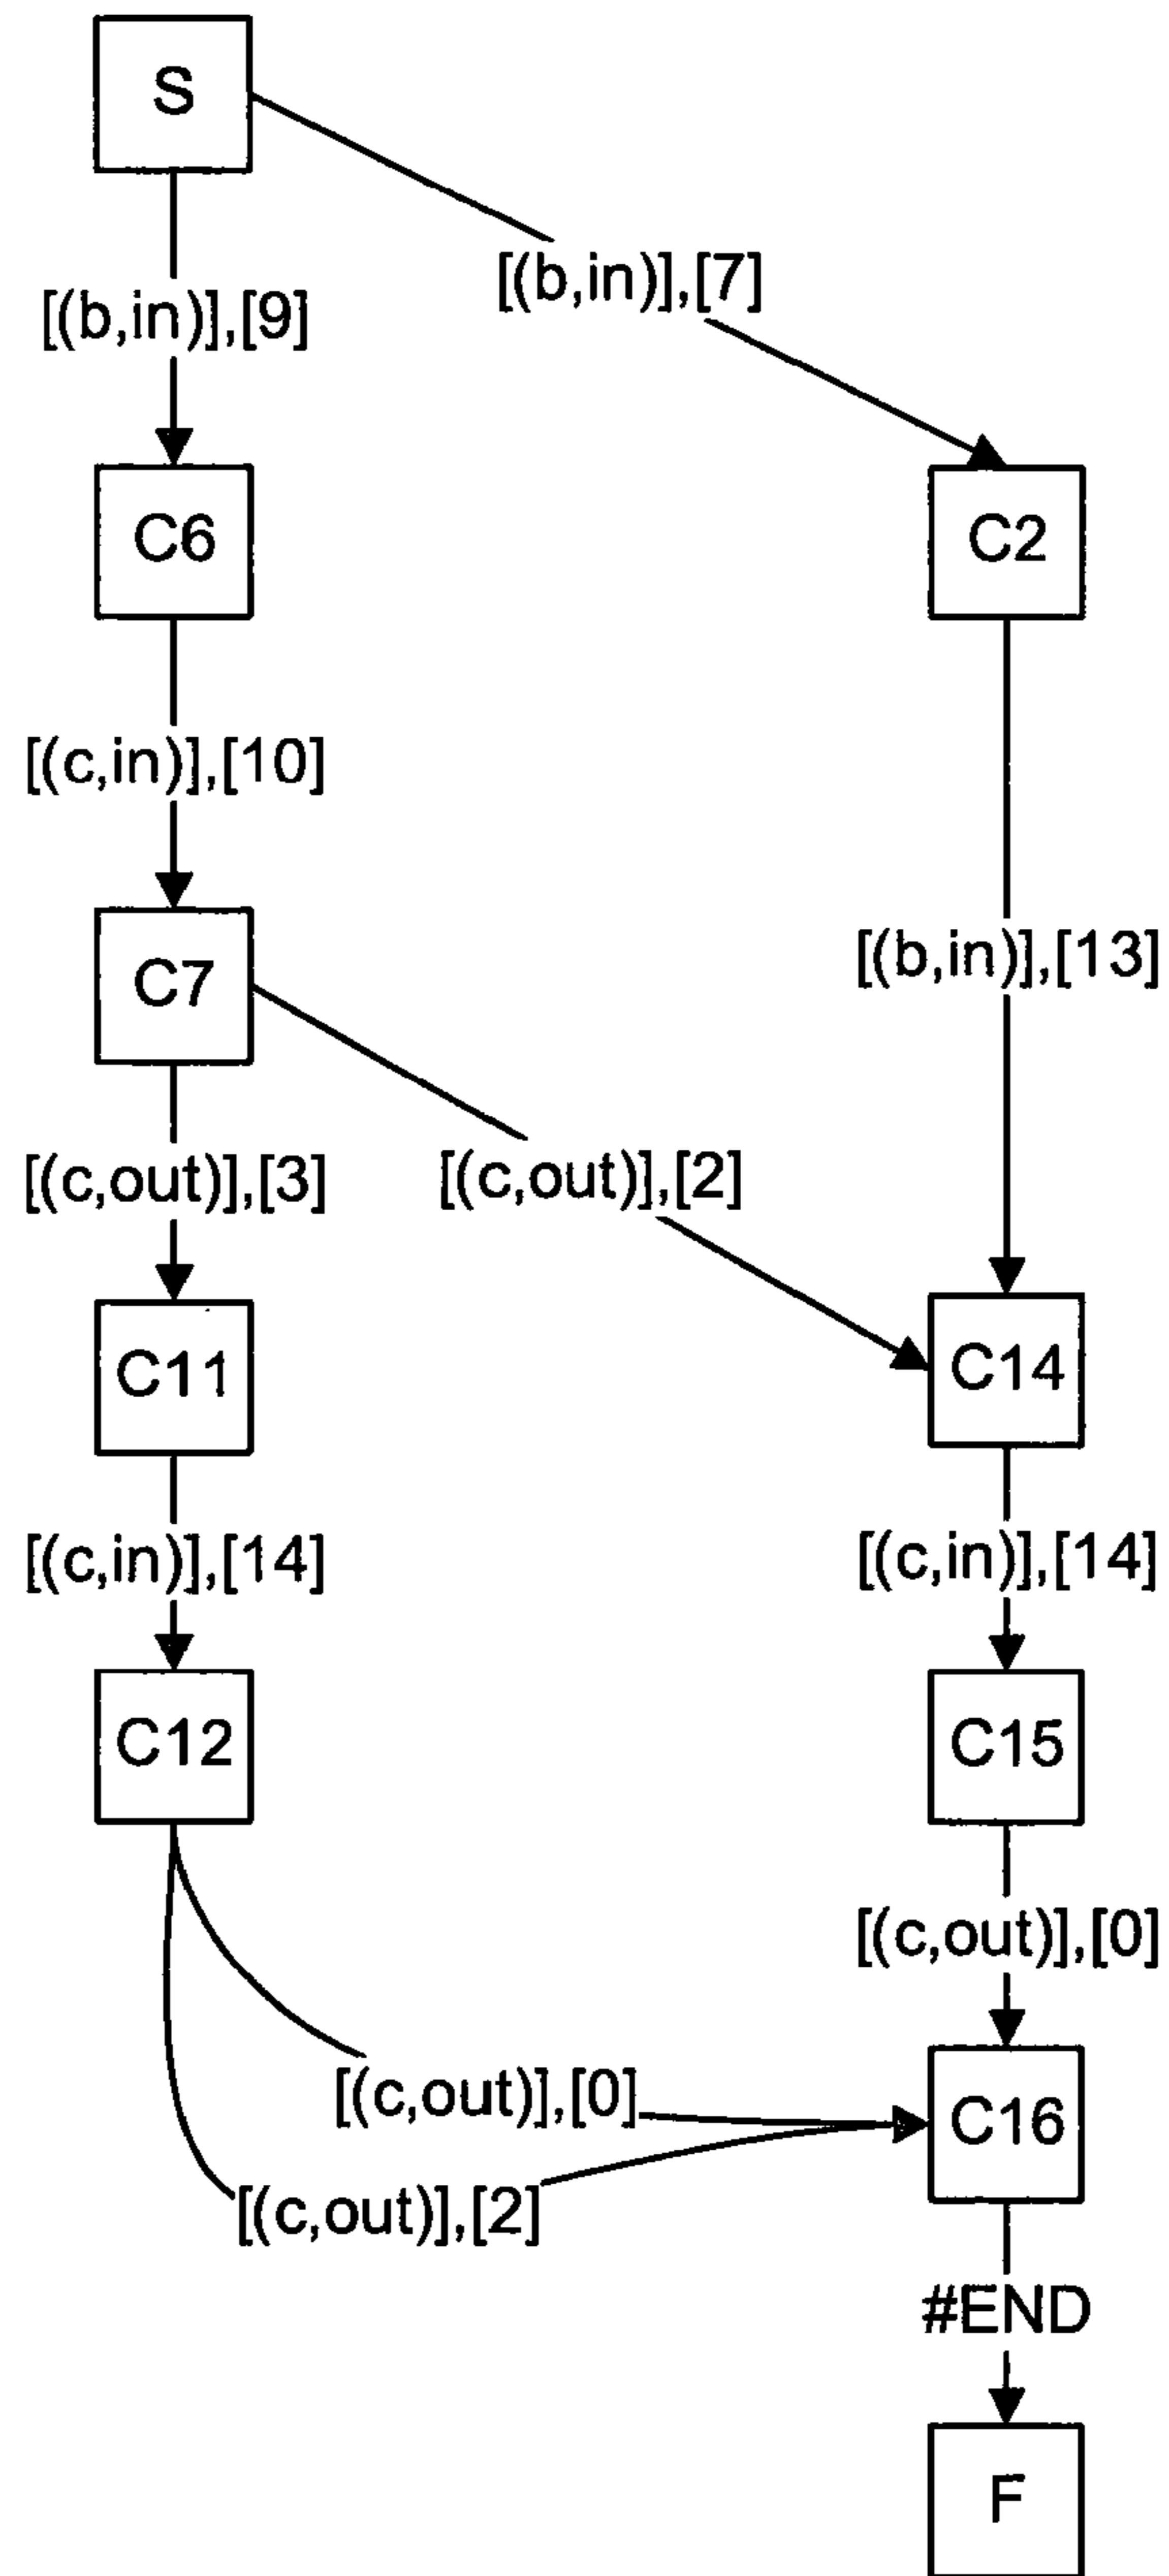 S
[(b,in)],[7]
[(b,in)],[9]
C6
C2
[(c,in)],[10]
[(b,in)],[13]
C7
[(c,out)],[3]
[(c,out)],[2]
C11
C14
[(c,in)],[14]
[(c,in)],[14]
C12
C15
[(c,out)],[0]
[(c,out)],[0]
C16
[(c,out)],[2]
#END
F